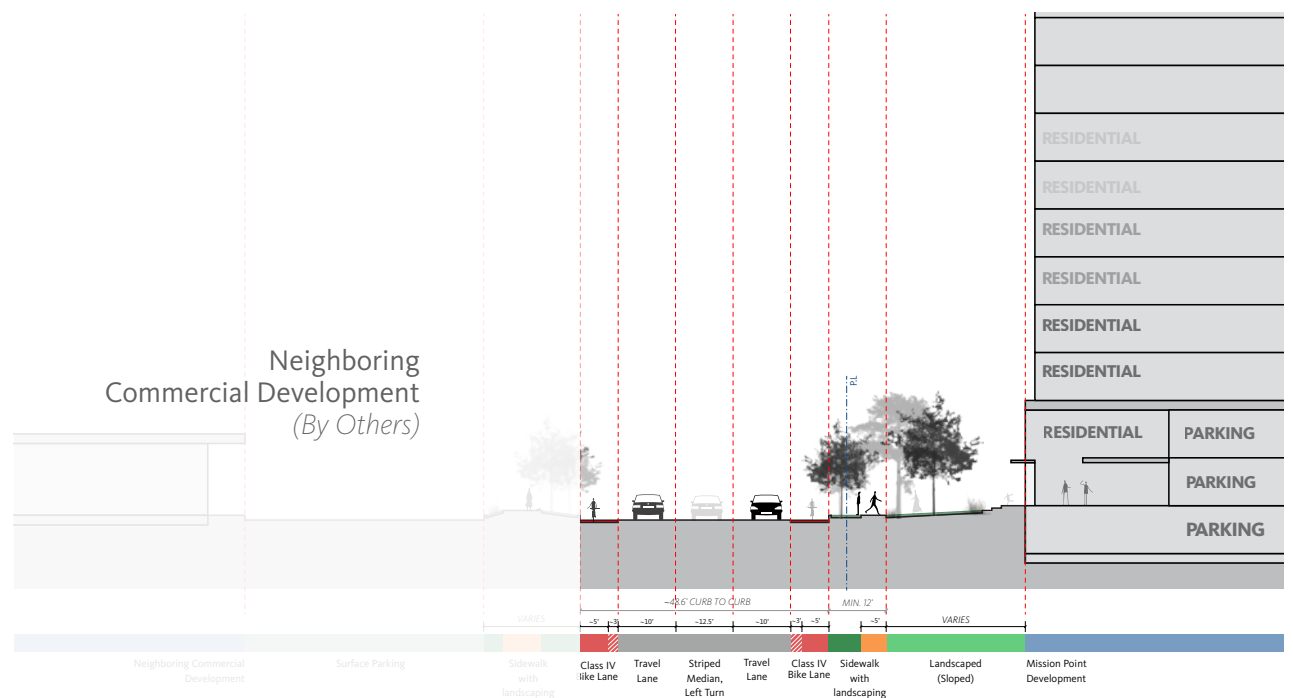 RESIDENTIAL
RESIDENTIAL
RESIDENTIAL
RESIDENTIAL
RESIDENTIAL
RESIDENTIAL
Neighboring
Commercial Development
(By Others)
P.L
RESIDENTIAL
PARKING
PARKING
PARKING
~48.6' CURB TO CURB
MIN. 12'
VARIES
~5'
~3'
~10'
~12.5'
~10'
~3'
~5'
~5'
VARIES
Neighboring Commercial
Development
Surface Parking
Sidewalk
with
landscaping
Class IV
Bike Lane
Travel
Lane
Striped
Median,
Left Turn
Travel
Lane
Class IV
Bike Lane
Sidewalk
with
landscaping
Landscaped
(Sloped)
Mission Point
Development